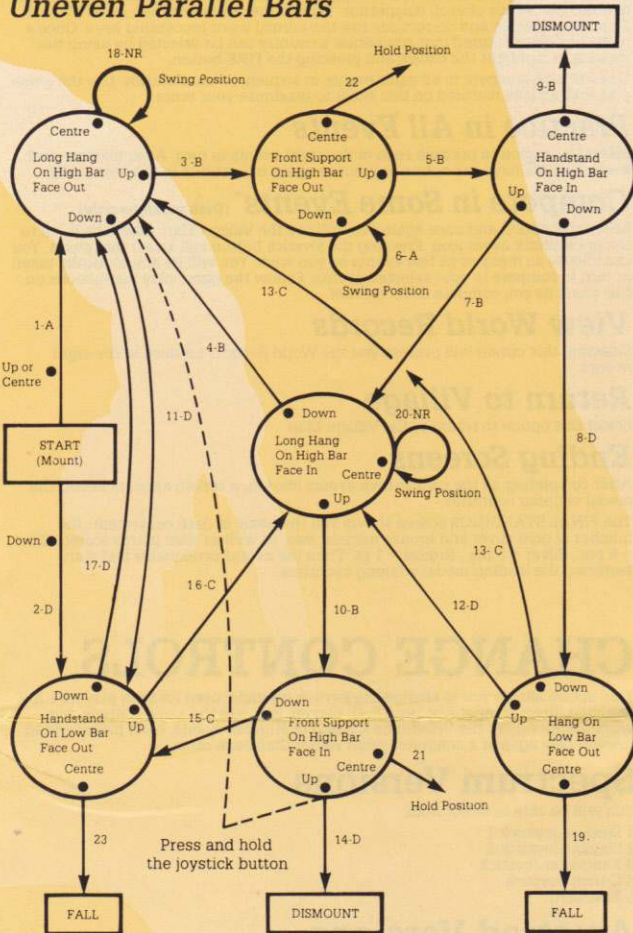 Uneven Parallel Bars
18-NR
Swing Position
Centre
Long Hang
On High Bar
Face Out
Up
Down
3-B
22
Hold Position
Centre
Front Support
On High Bar
Face Out
Up
Down
6-A
Swing Position
5-B
DISMOUNT
9-B
Centre
Handstand
On High Bar
Face In
Up
Down
1-A
Up or
Centre
START
(Mount)
Down
2-D
17-D
11-D
4-B
13-C
7-B
8-D
Down
Long Hang
On High Bar
Face In
Centre
Up
20-NR
Swing Position
16-C
10-B
12-D
13-C
Down
Handstand
On Low Bar
Face Out
Up
Centre
15-C
Down
Front Support
On High Bar
Face In
Centre
Up
21
Hold Position
Down
Up
Hang On
Low Bar
Face Out
Centre
23
Press and hold
the joystick button
14-D
19.
FALL
DISMOUNT
FALL